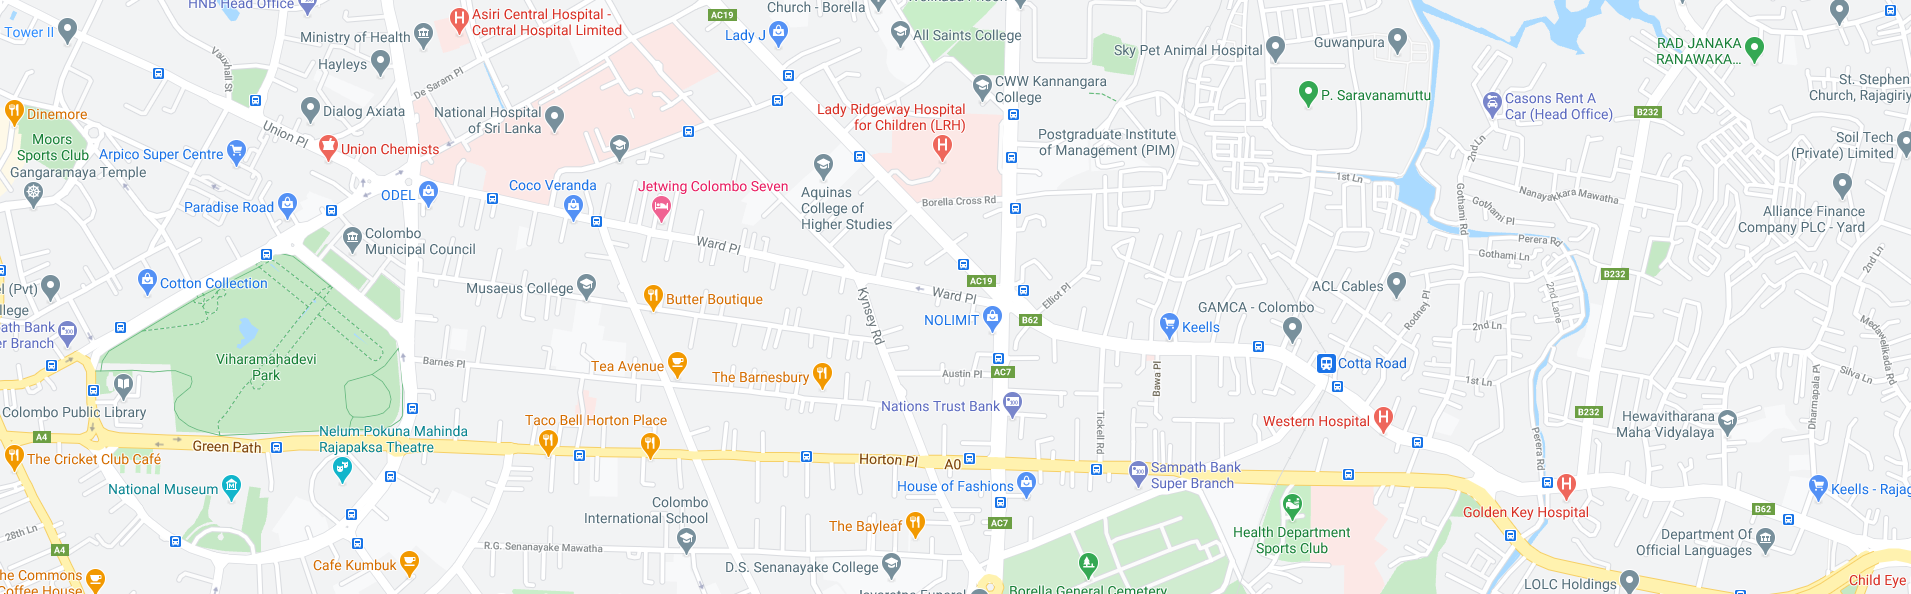 HNB Head Office
Tower II
Ministry of Health
Hayleys
Asiri Central Hospital -
Central Hospital Limited
AC19
Church - Borella
Lady J
All Saints College
Sky Pet Animal Hospital
Guwanpura
RAD JANAKA
RANAWAKA...
Vauxhall St
De Saram Pl
CWW Kannangara
College
P. Saravanamuttu
Casons Rent A
Car (Head Office)
St. Stephen
Church, Rajagiriy
B232
Dinemore
Dialog Axiata
National Hospital
of Sri Lanka
Lady Ridgeway Hospital
for Children (LRH)
Union Pl
Moors
Sports Club
Arpico Super Centre
Union Chemists
Postgraduate Institute
of Management (PIM)
Soil Tech
(Private) Limited
2nd Ln
Gangaramaya Temple
1st Ln
Coco Veranda
Jetwing Colombo Seven
ODEL
Aquinas
College of
Higher Studies
Borella Cross Rd
Nanayakkara Mawatha
Gothami Rd
Gothami Pl
Paradise Road
Alliance Finance
Company PLC - Yard
Colombo
Municipal Council
Ward Pl
Perera Rd
Gothami Ln
2nd Ln
B232
Cotton Collection
el (Pvt)
llege
Musaeus College
Butter Boutique
AC19
Ward Pl
Elliot Pl
ACL Cables
2nd Lane
Kynsey Rd
NOLIMIT
B62
GAMCA - Colombo
Rodney Pl
Keells
2nd Ln
Medawelikada Rd
path Bank
er Branch
Viharamahadevi
Park
Barnes Pl
Tea Avenue
The Barnesbury
Austin Pl
AC7
Bawa Pl
Cotta Road
1st Ln
Silva Ln
Dharmapala Pl
Colombo Public Library
Nations Trust Bank
Tickell Rd
Western Hospital
B232
Hewavitharana
Maha Vidyalaya
Taco Bell Horton Place
Nelum Pokuna Mahinda
Rajapaksa Theatre
A4
Green Path
Perera Rd
The Cricket Club Café
Horton Pl
A0
Sampath Bank
Super Branch
National Museum
House of Fashions
Golden Key Hospital
Keells - Rajag
B62
Colombo
International School
The Bayleaf
AC7
Health Department
Sports Club
Department Of
Official Languages
28th Ln
A4
R.G. Senanayake Mawatha
Cafe Kumbuk
D.S. Senanayake College
The Commons
Coffee House
Borella General Cemetery
LOLC Holdings
Child Eye